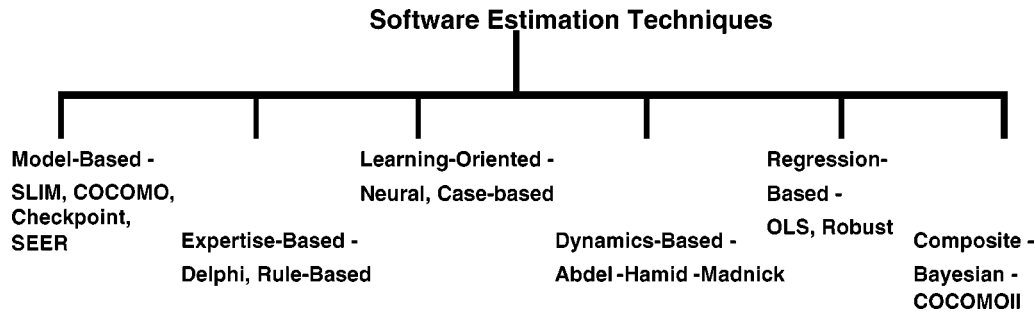 Software Estimation Techniques
Model-Based -
SLIM, COCOMO,
Checkpoint,
SEER
Expertise-Based -
Delphi, Rule-Based
Learning-Oriented -
Neural, Case-based
Dynamics-Based -
Abdel-Hamid-Madnick
Regression-
Based -
OLS, Robust
Composite -
Bayesian -
COCOMOII